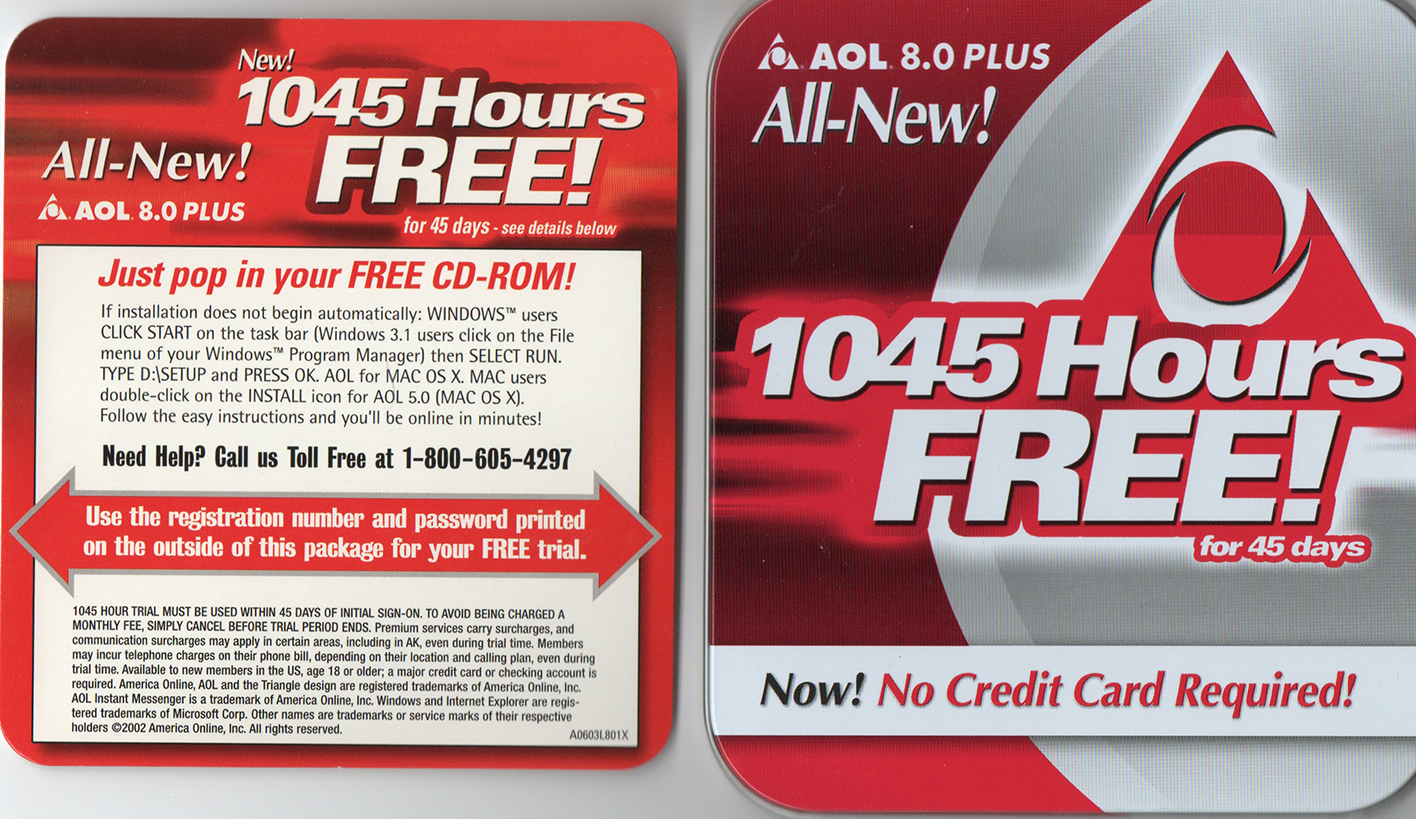 New!
1045 Hours
FREE!
All-New!
AOL 8.0 PLUS
for 45 days - see details below
Just pop in your FREE CD-ROM!
If installation does not begin automatically: WINDOWS™ users
CLICK START on the task bar (Windows 3.1 users click on the File
menu of your Windows™ Program Manager) then SELECT RUN.
TYPE D:\SETUP and PRESS OK. AOL for MAC OS X. MAC users
double-click on the INSTALL icon for AOL 5.0 (MAC OS X).
Follow the easy instructions and you'll be online in minutes!
Need Help? Call us Toll Free at 1-800-605-4297
Use the registration number and password printed
on the outside of this package for your FREE trial.
1045 HOUR TRIAL MUST BE USED WITHIN 45 DAYS OF INITIAL SIGN-ON. TO AVOID BEING CHARGED A
MONTHLY FEE, SIMPLY CANCEL BEFORE TRIAL PERIOD ENDS. Premium services carry surcharges, and
communication surcharges may apply in certain areas, including in AK, even during trial time. Members
may incur telephone charges on their phone bill, depending on their location and calling plan, even during
trial time. Available to new members in the US, age 18 or older; a major credit card or checking account is
required. America Online, AOL and the Triangle design are registered trademarks of America Online, Inc.
AOL Instant Messenger is a trademark of America Online, Inc. Windows and Internet Explorer are regis-
tered trademarks of Microsoft Corp. Other names are trademarks or service marks of their respective
holders ©2002 America Online, Inc. All rights reserved.
A0603L801X
AOL 8.0 PLUS
All-New!
1045 Hours
FREE!
for 45 days
Now! No Credit Card Required!